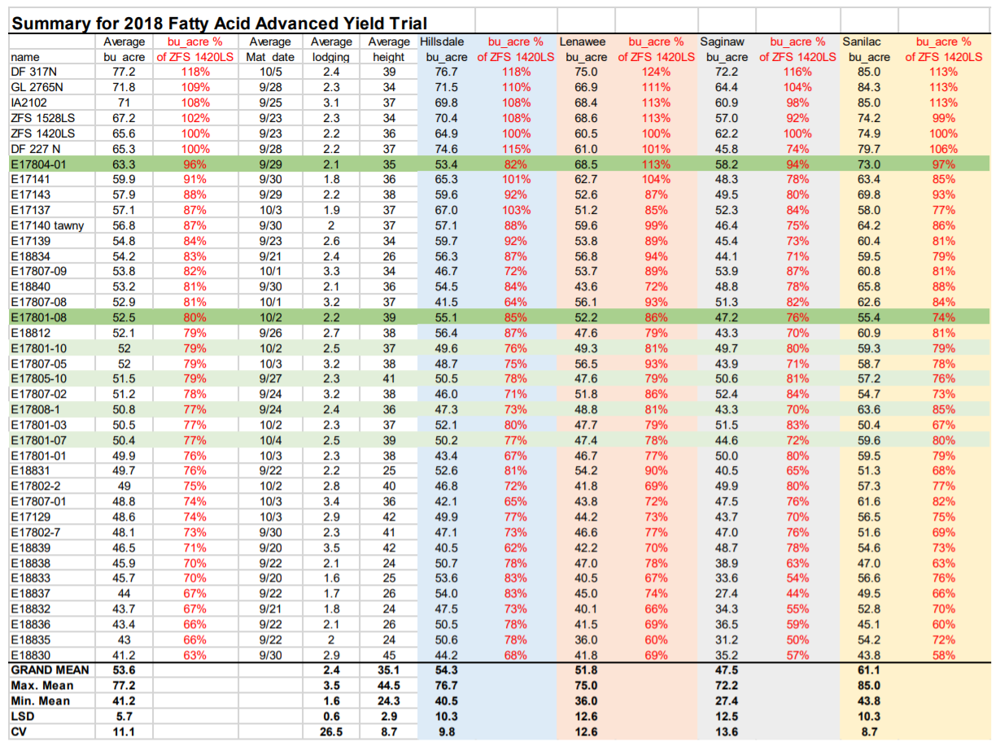 Summary for 2018 Fatty Acid Advanced Yield Trial
Average bu_acre % Average Average Average Hillsdale bu_acre % Lenawee bu_acre % Saginaw bu_acre % Sanilac bu_acre %
name bu acre of ZFS 1420LS Mat date lodging height bu_acre of ZFS 1420LS bu_acre of ZFS 1420LS bu_acre of ZFS 1420LS bu_acre of ZFS 1420LS
DF 317N 77.2 118% 10/5 2.4 39 76.7 118% 75.0 124% 72.2 116% 85.0 113%
GL 2765N 71.8 109% 9/28 2.3 34 71.5 110% 66.9 111% 64.4 104% 84.3 113%
IA2102 71 108% 9/25 3.1 37 69.8 108% 68.4 113% 60.9 98% 85.0 113%
ZFS 1528LS 67.2 102% 9/23 2.3 34 70.4 108% 68.6 113% 57.0 92% 74.2 99%
ZFS 1420LS 65.6 100% 9/23 2.2 36 64.9 100% 60.5 100% 62.2 100% 74.9 100%
DF 227 N 65.3 100% 9/28 2.2 37 74.6 115% 61.0 101% 45.8 74% 79.7 106%
E17804-01 63.3 96% 9/29 2.1 35 53.4 82% 68.5 113% 58.2 94% 73.0 97%
E17141 59.9 91% 9/30 1.8 36 65.3 101% 62.7 104% 48.3 78% 63.4 85%
E17143 57.9 88% 9/29 2.2 38 59.6 92% 52.6 87% 49.5 80% 69.8 93%
E17137 57.1 87% 10/3 1.9 37 67.0 103% 51.2 85% 52.3 84% 58.0 77%
E17140 tawny 56.8 87% 9/30 2 37 57.1 88% 59.6 99% 46.4 75% 64.2 86%
E17139 54.8 84% 9/23 2.6 34 59.7 92% 53.8 89% 45.4 73% 60.4 81%
E18834 54.2 83% 9/21 2.4 26 56.3 87% 56.8 94% 44.1 71% 59.5 79%
E17807-09 53.8 82% 10/1 3.3 34 46.7 72% 53.7 89% 53.9 87% 60.8 81%
E18840 53.2 81% 9/30 2.1 36 54.5 84% 43.6 72% 48.8 78% 65.8 88%
E17807-08 52.9 81% 10/1 3.2 37 41.5 64% 56.1 93% 51.3 82% 62.6 84%
E17801-08 52.5 80% 10/2 2.2 39 55.1 85% 52.2 86% 47.2 76% 55.4 74%
E18812 52.1 79% 9/26 2.7 38 56.4 87% 47.6 79% 43.3 70% 60.9 81%
E17801-10 52 79% 10/2 2.5 37 49.6 76% 49.3 81% 49.7 80% 59.3 79%
E17807-05 52 79% 10/3 3.2 38 48.7 75% 56.5 93% 43.9 71% 58.7 78%
E17805-10 51.5 79% 9/27 2.3 41 50.5 78% 47.6 79% 50.6 81% 57.2 76%
E17807-02 51.2 78% 9/24 3.2 38 46.0 71% 51.8 86% 52.4 84% 54.7 73%
E17808-1 50.8 77% 9/24 2.4 36 47.3 73% 48.8 81% 43.3 70% 63.6 85%
E17801-03 50.5 77% 10/2 2.3 37 52.1 80% 47.7 79% 51.5 83% 50.4 67%
E17801-07 50.4 77% 10/4 2.5 39 50.2 77% 47.4 78% 44.6 72% 59.6 80%
E17801-01 49.9 76% 10/3 2.3 38 43.4 67% 46.7 77% 50.0 80% 59.5 79%
E18831 49.7 76% 9/22 2.2 25 52.6 81% 54.2 90% 40.5 65% 51.3 68%
E17802-2 49 75% 10/2 2.8 40 46.8 72% 41.8 69% 49.9 80% 57.3 77%
E17807-01 48.8 74% 10/3 3.4 36 42.1 65% 43.8 72% 47.5 76% 61.6 82%
E17129 48.6 74% 10/3 2.9 42 49.9 77% 44.2 73% 43.7 70% 56.5 75%
E17802-7 48.1 73% 9/30 2.3 41 47.1 73% 46.6 77% 47.0 76% 51.6 69%
E18839 46.5 71% 9/20 3.5 42 40.5 62% 42.2 70% 48.7 78% 54.6 73%
E18838 45.9 70% 9/22 2.1 24 50.7 78% 47.0 78% 38.9 63% 47.0 63%
E18833 45.7 70% 9/20 1.6 25 53.6 83% 40.5 67% 33.6 54% 56.6 76%
E18837 44 67% 9/22 1.7 26 54.0 83% 45.0 74% 27.4 44% 49.5 66%
E18832 43.7 67% 9/21 1.8 24 47.5 73% 40.1 66% 34.3 55% 52.8 70%
E18836 43.4 66% 9/22 2.1 26 50.5 78% 41.5 69% 36.5 59% 45.1 60%
E18835 43 66% 9/22 2 24 50.6 78% 36.0 60% 31.2 50% 54.2 72%
E18830 41.2 63% 9/30 2.9 45 44.2 68% 41.8 69% 35.2 57% 43.8 58%
GRAND MEAN 53.6 2.4 35.1 54.3 51.8 47.5 61.1
Max. Mean 77.2 3.5 44.5 76.7 75.0 72.2 85.0
Min. Mean 41.2 1.6 24.3 40.5 36.0 27.4 43.8
LSD 5.7 0.6 2.9 10.3 12.6 12.5 10.3
CV 11.1 26.5 8.7 9.8 12.6 13.6 8.7